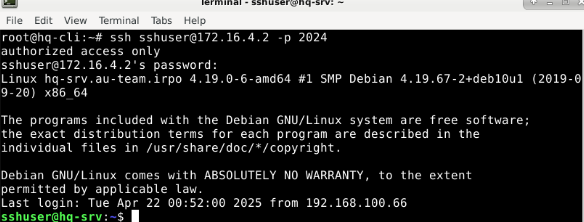 Terminal - sshuser@hq-srv: ~
File Edit View Terminal Tabs Help
root@hq-cli:~# ssh sshuser@172.16.4.2 -p 2024
authorized access only
sshuser@172.16.4.2's password:
Linux hq-srv.au-team.irpo 4.19.0-6-amd64 #1 SMP Debian 4.19.67-2+deb10u1 (2019-0
9-20) x86_64
The programs included with the Debian GNU/Linux system are free software;
the exact distribution terms for each program are described in the
individual files in /usr/share/doc/*/copyright.
Debian GNU/Linux comes with ABSOLUTELY NO WARRANTY, to the extent
permitted by applicable law.
Last login: Tue Apr 22 00:52:00 2025 from 192.168.100.66
sshuser@hq-srv:~$